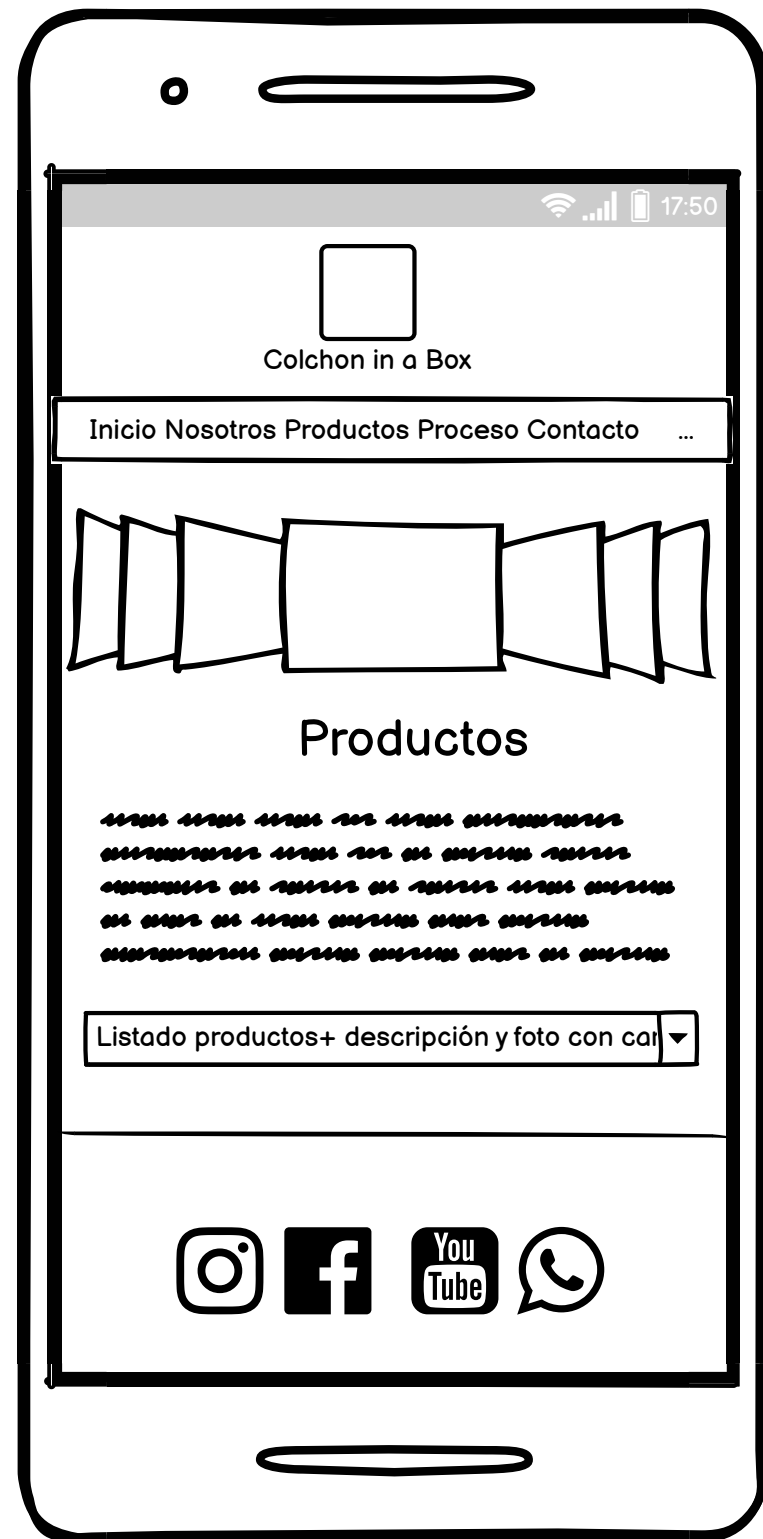 17:50
Colchon in a Box
Inicio Nosotros Productos Proceso Contacto ...
Productos
Listado productos+ descripción y foto con car
You
Tube